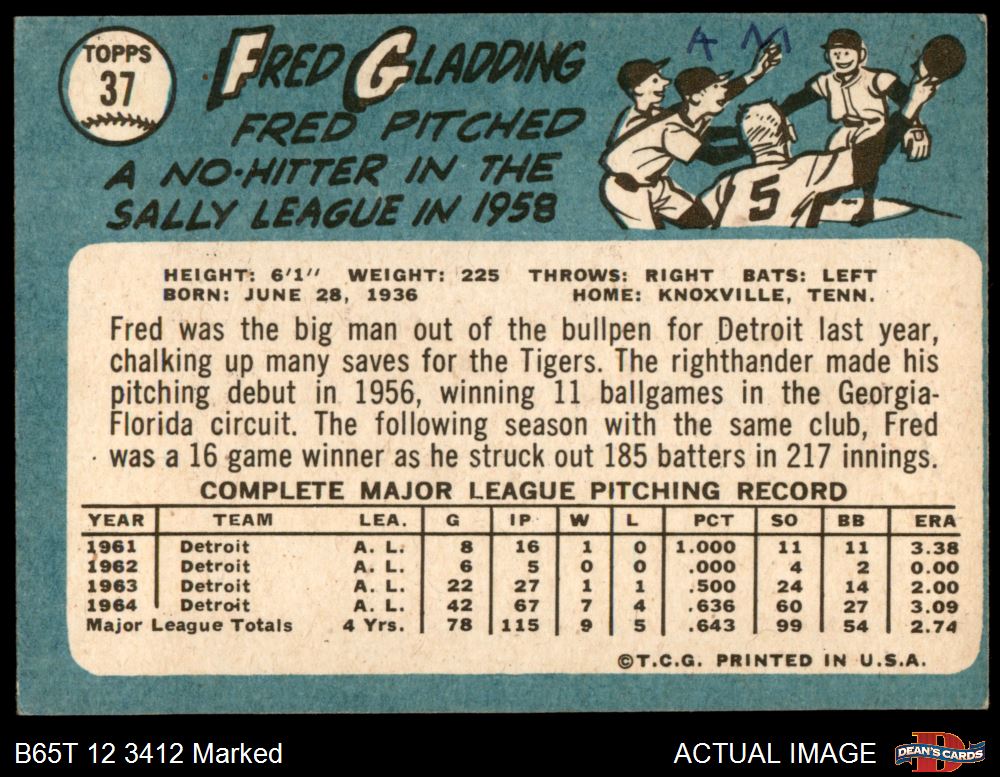 TOPPS
37
FRED GLADDING
A M
FRED PITCHED
A NO-HITTER IN THE
SALLY LEAGUE IN 1958
5
HEIGHT: 6'1" WEIGHT: 225 THROWS: RIGHT BATS: LEFT
BORN: JUNE 28, 1936 HOME: KNOXVILLE, TENN.
Fred was the big man out of the bullpen for Detroit last year,
chalking up many saves for the Tigers. The righthander made his
pitching debut in 1956, winning 11 ballgames in the Georgia-
Florida circuit. The following season with the same club, Fred
was a 16 game winner as he struck out 185 batters in 217 innings.
COMPLETE MAJOR LEAGUE PITCHING RECORD
YEAR TEAM LEA. G IP W L PCT SO BB ERA
1961 Detroit A. L. 8 16 1 0 1.000 11 11 3.38
1962 Detroit A. L. 6 5 0 0 .000 4 2 0.00
1963 Detroit A. L. 22 27 1 1 .500 24 14 2.00
1964 Detroit A. L. 42 67 7 4 .636 60 27 3.09
Major League Totals 4 Yrs. 78 115 9 5 .643 99 54 2.74
©T.C.G. PRINTED IN U.S.A.
B65T 12 3412 Marked ACTUAL IMAGE
DEAN'S CARDS